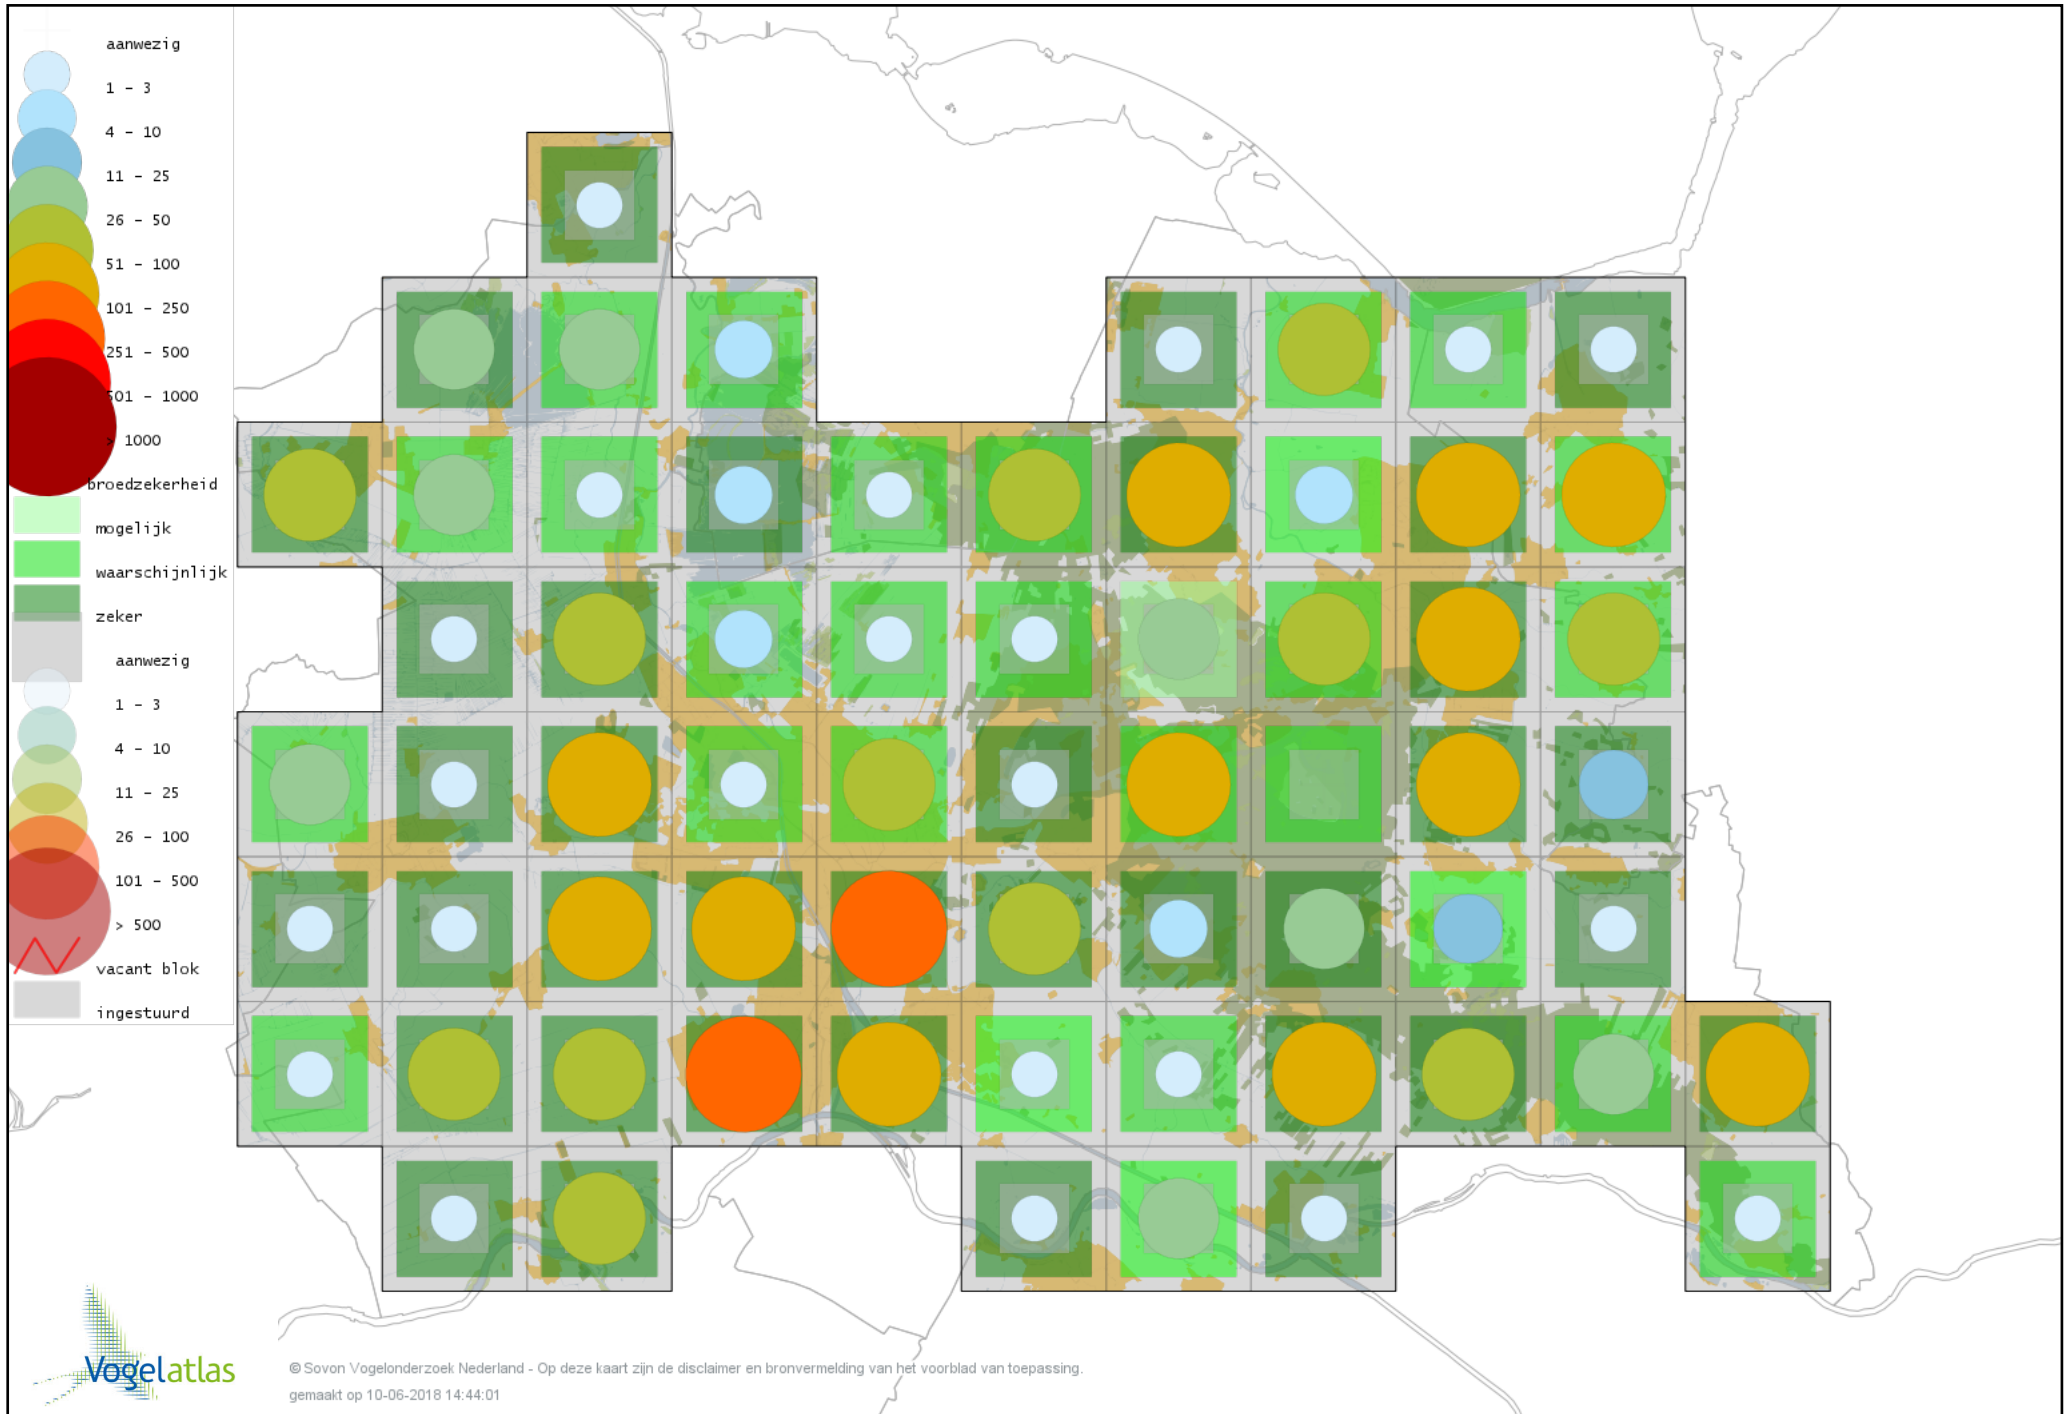 aanwezig
1 - 3
4 - 10
11 - 25
26 - 50
51 - 100
101 - 250
251 - 500
501 - 1000
> 1000
broedzekerheid
mogelijk
waarschijnlijk
zeker
aanwezig
1 - 3
4 - 10
11 - 25
26 - 100
101 - 500
> 500
vacant blok
ingestuurd
Vogelatlas
© Sovon Vogelonderzoek Nederland - Op deze kaart zijn de disclaimer en bronvermelding van het voorblad van toepassing.
gemaakt op 10-06-2018 14:44:01